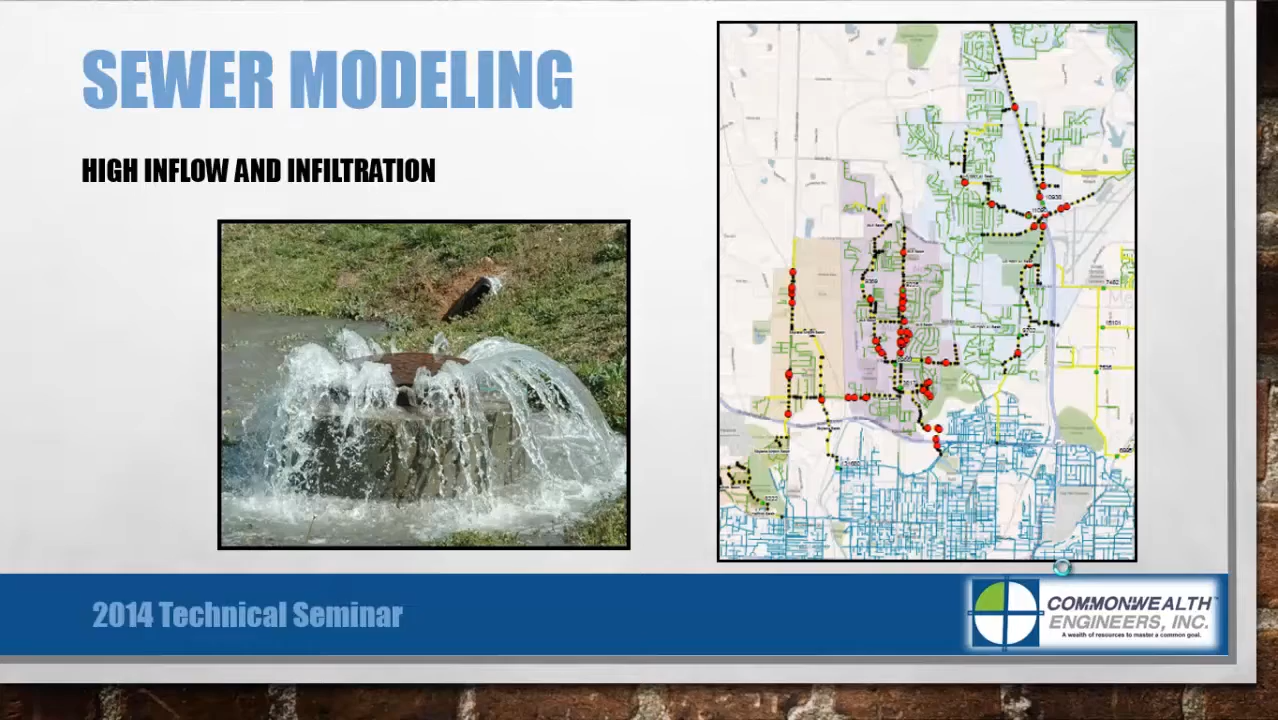 SEWER MODELING
HIGH INFLOW AND INFILTRATION
2014 Technical Seminar
COMMONWEALTH
ENGINEERS, INC.
A wealth of resources to master a common goal.